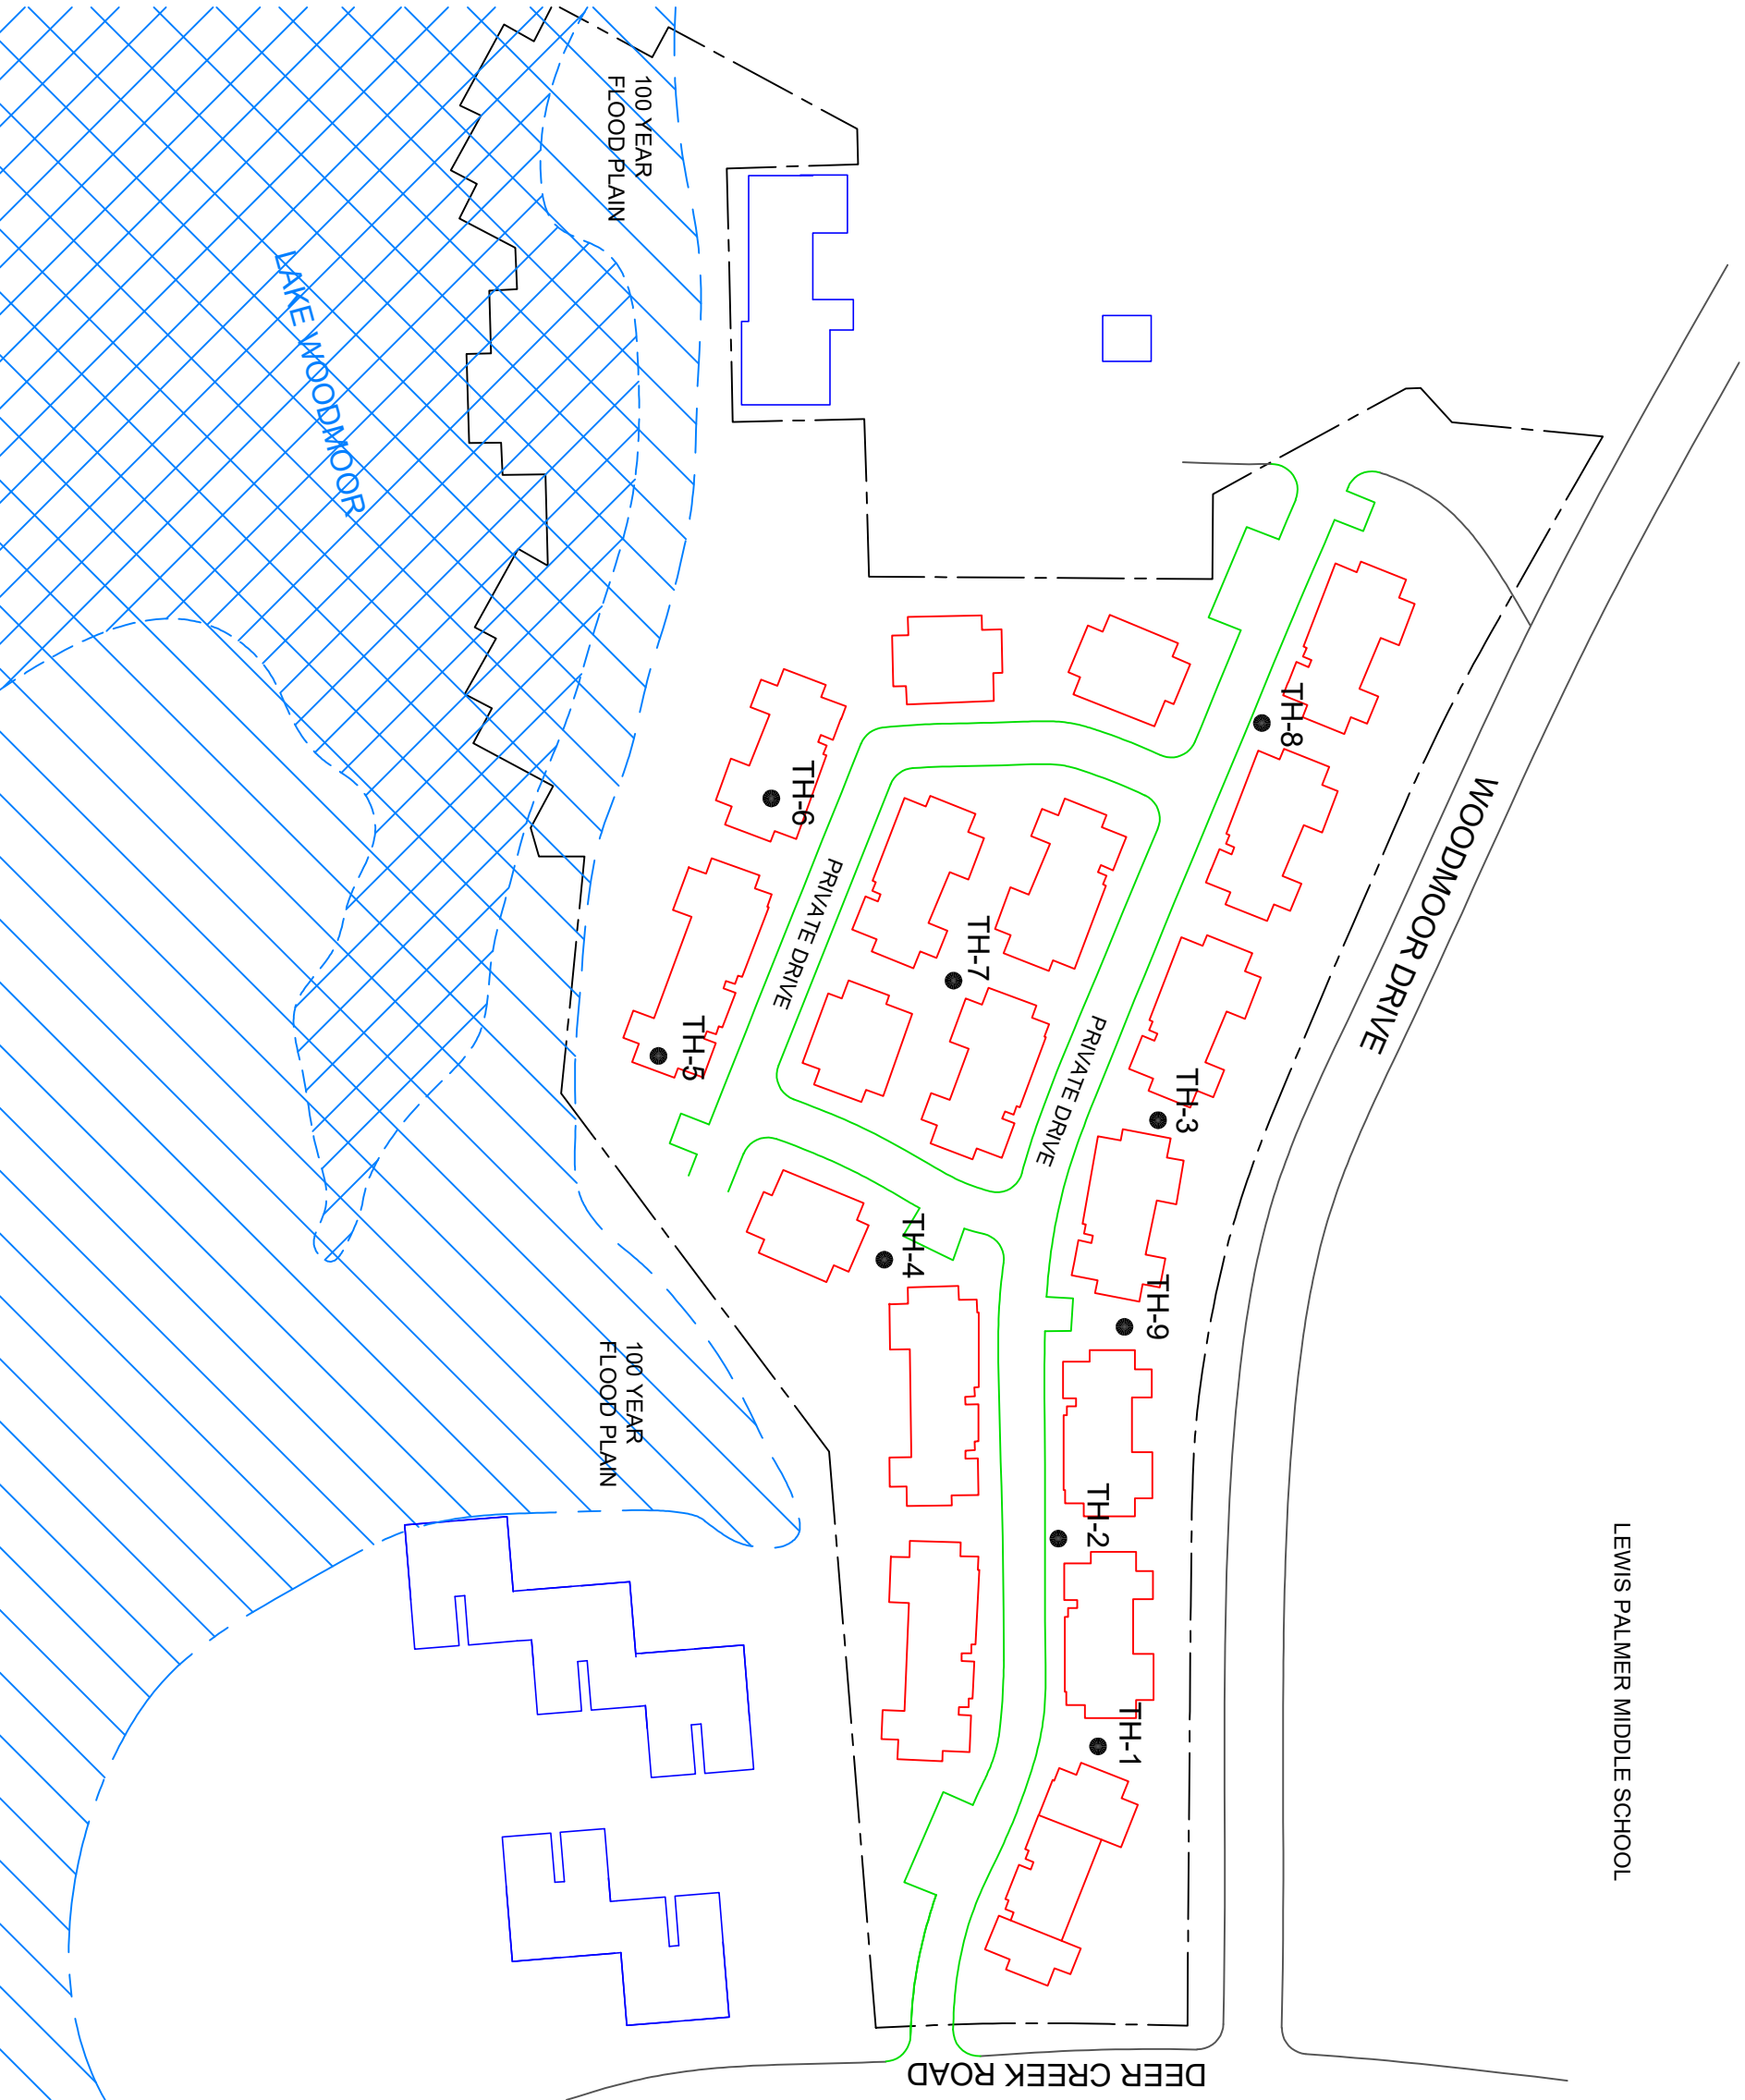 100 YEAR
FLOOD PLAIN
LAKE WOODMOOR
TH-8
TH-6
WOODMOOR DRIVE
PRIVATE DRIVE
TH-7
TH-5
PRIVATE DRIVE
TH-3
TH-4
TH-9
100 YEAR
FLOOD PLAIN
TH-2
LEWIS PALMER MIDDLE SCHOOL
TH-1
DEER CREEK ROAD